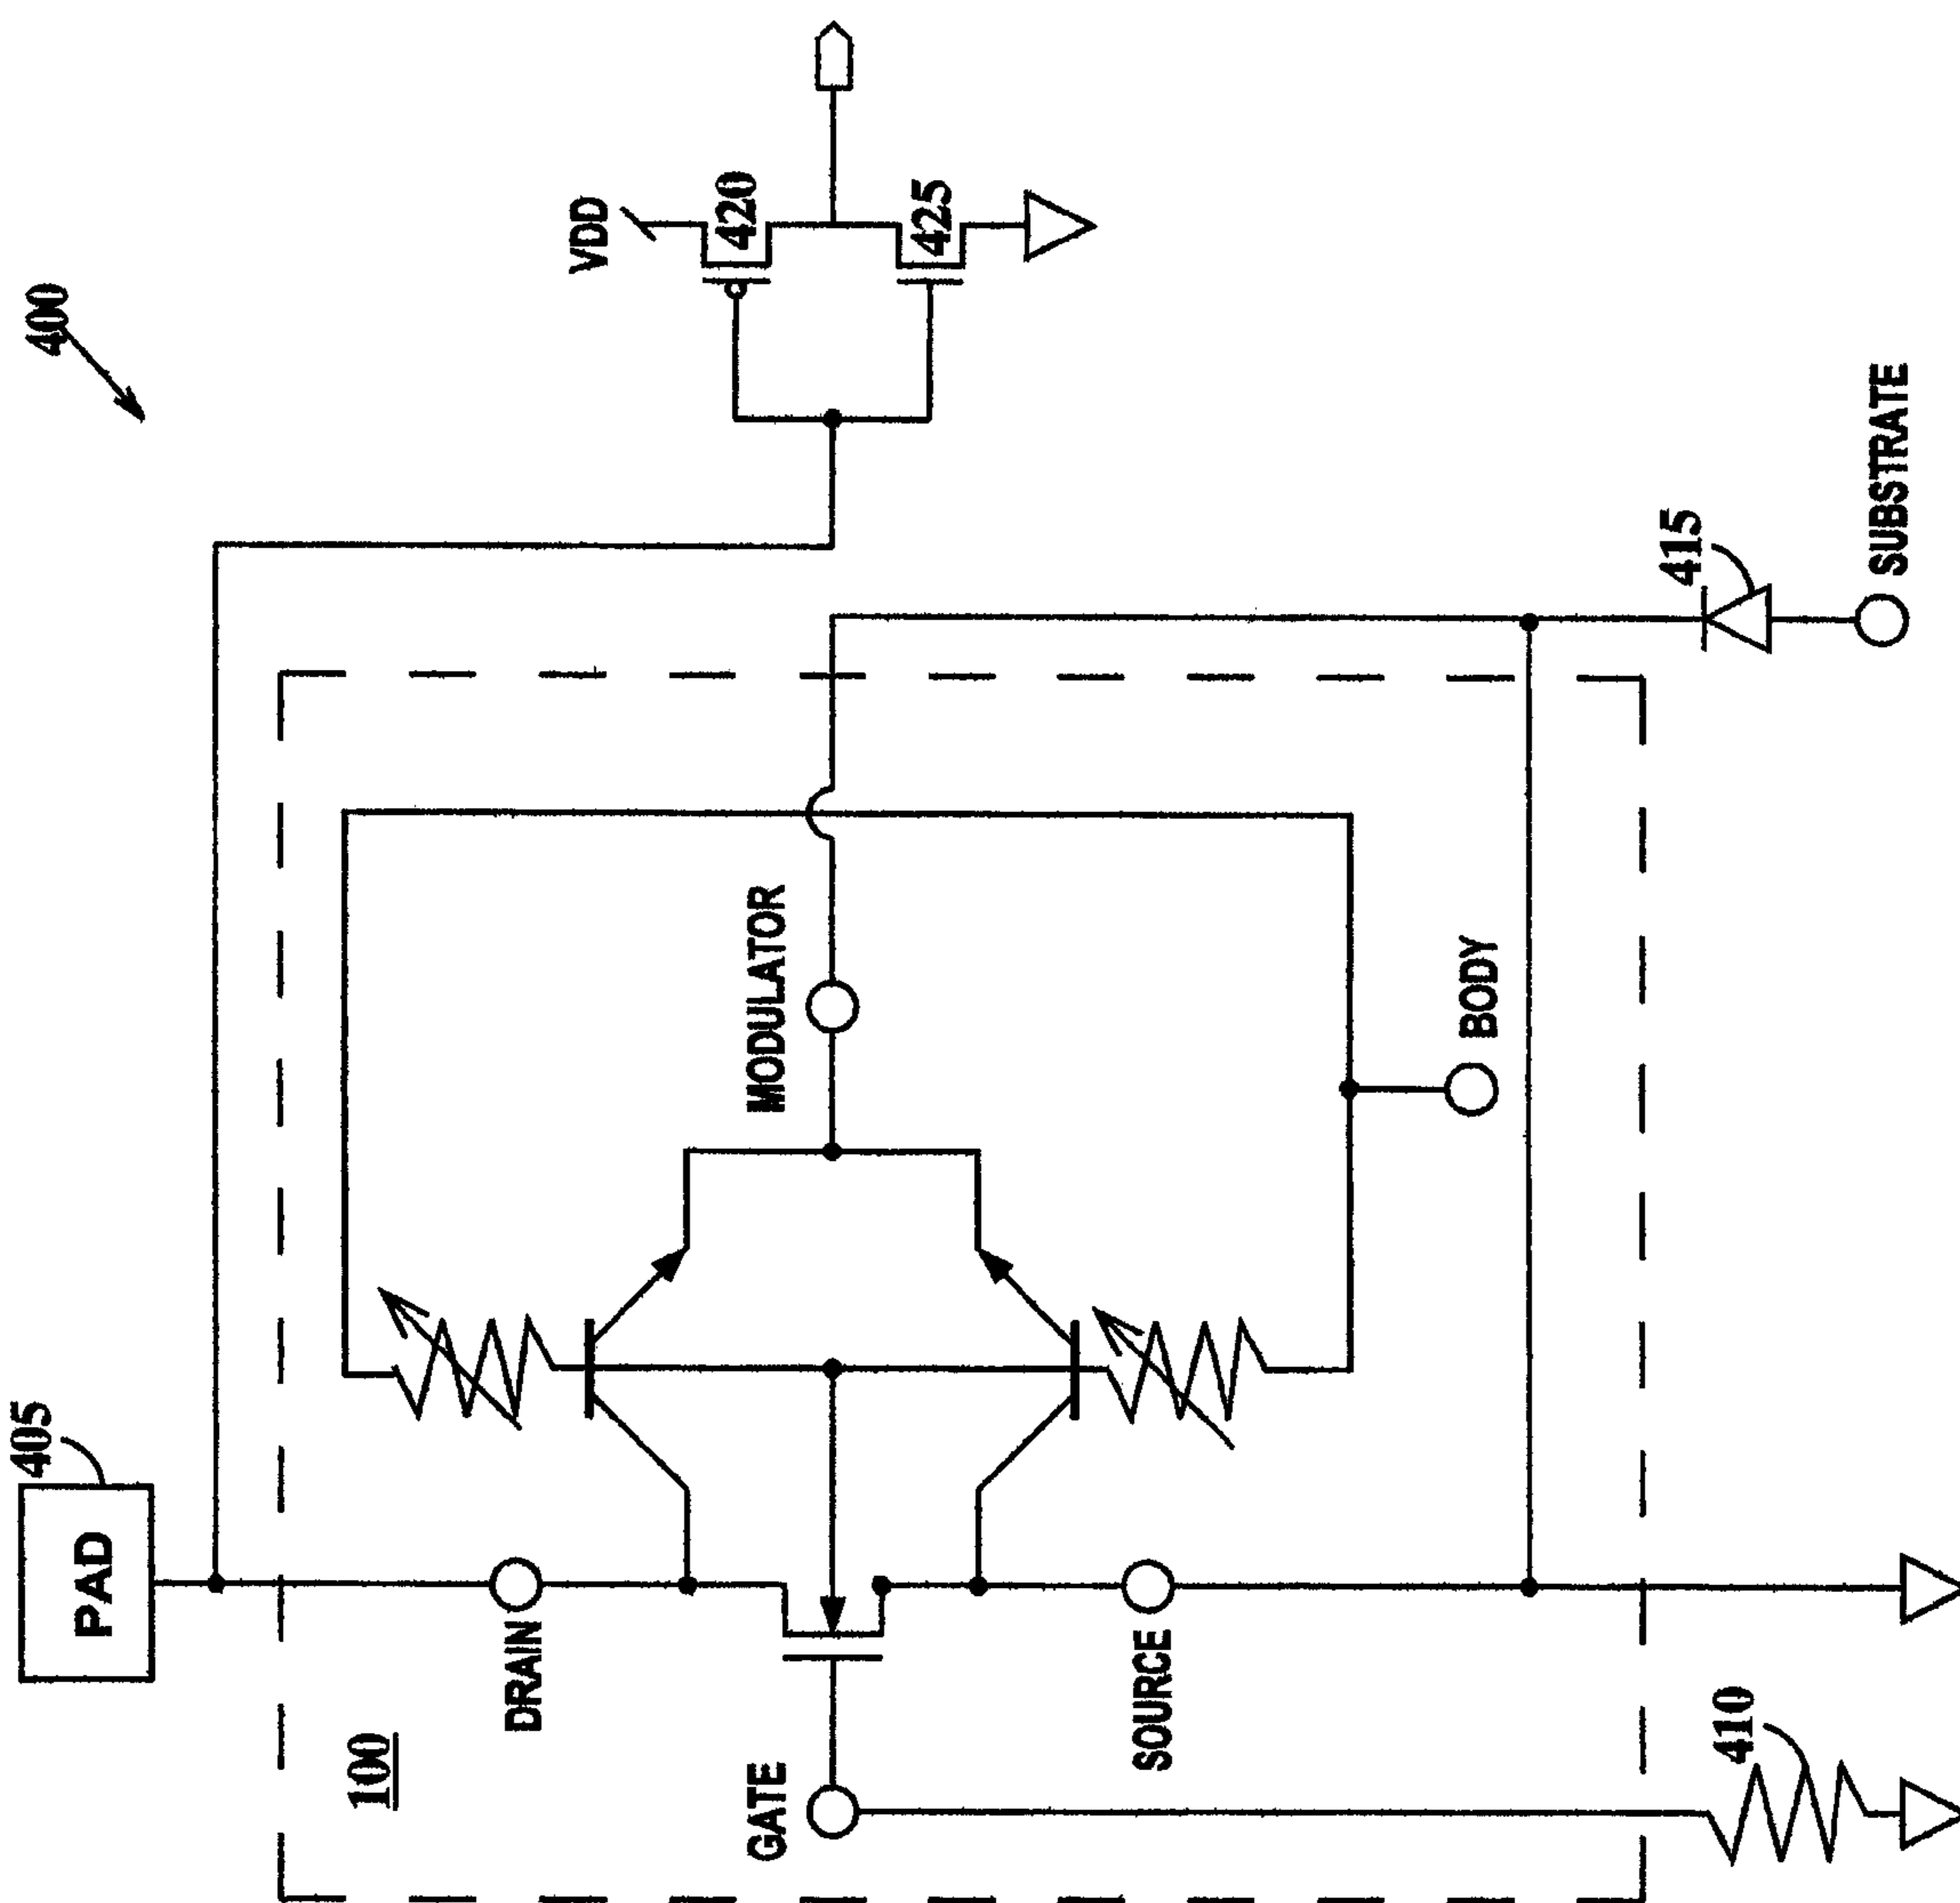 400
VDD
420
425
415
SUBSTRATE
MODULATOR
BODY
405
PAD
DRAIN
100
GATE
SOURCE
410